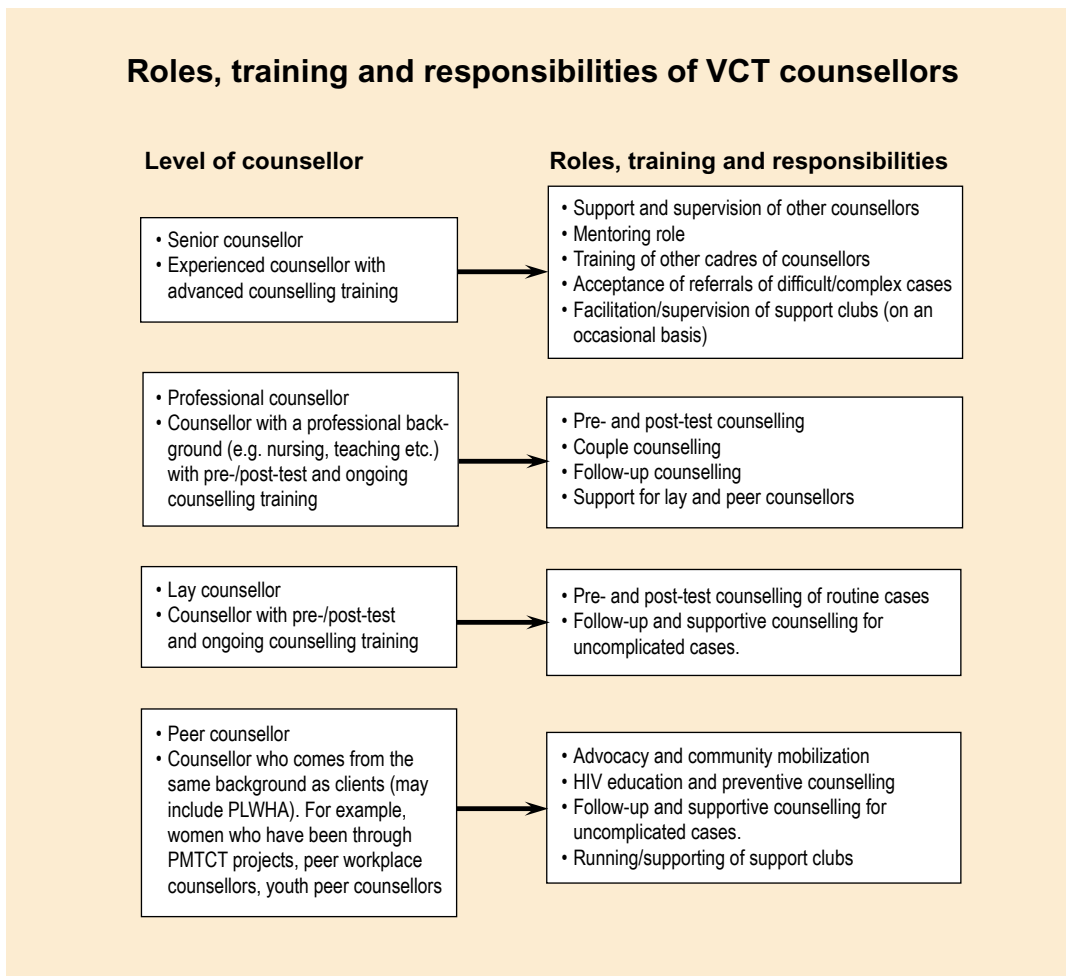 Roles, training and responsibilities of VCT counsellors
Level of counsellor
Roles, training and responsibilities
• Senior counsellor
• Experienced counsellor with
advanced counselling training
• Support and supervision of other counsellors
• Mentoring role
• Training of other cadres of counsellors
• Acceptance of referrals of difficult/complex cases
• Facilitation/supervision of support clubs (on an
occasional basis)
• Professional counsellor
• Counsellor with a professional back-
ground (e.g. nursing, teaching etc.)
with pre-/post-test and ongoing
counselling training
• Pre- and post-test counselling
• Couple counselling
• Follow-up counselling
• Support for lay and peer counsellors
• Lay counsellor
• Counsellor with pre-/post-test
and ongoing counselling training
• Pre- and post-test counselling of routine cases
• Follow-up and supportive counselling for
uncomplicated cases.
• Peer counsellor
• Counsellor who comes from the
same background as clients (may
include PLWHA). For example,
women who have been through
PMTCT projects, peer workplace
counsellors, youth peer counsellors
• Advocacy and community mobilization
• HIV education and preventive counselling
• Follow-up and supportive counselling for
uncomplicated cases.
• Running/supporting of support clubs